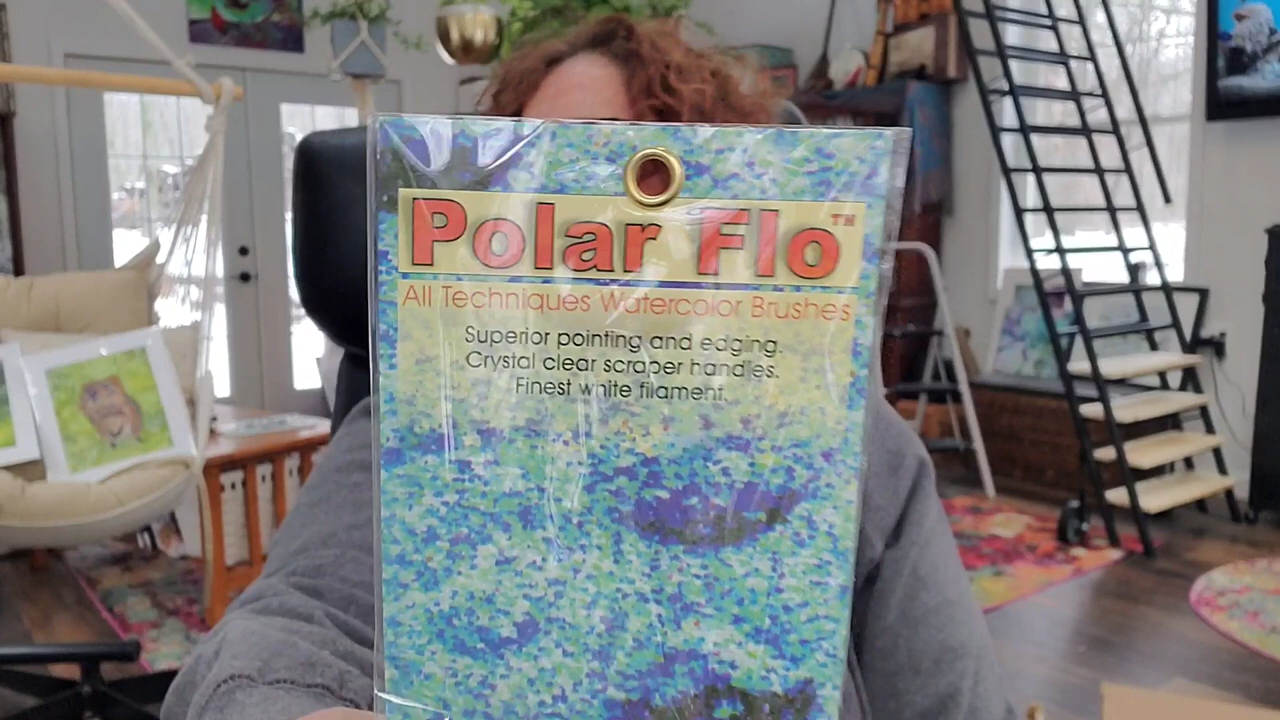 Polar Flo™
All Techniques Watercolor Brushes
Superior pointing and edging.
Crystal clear scraper handles.
Finest white filament.